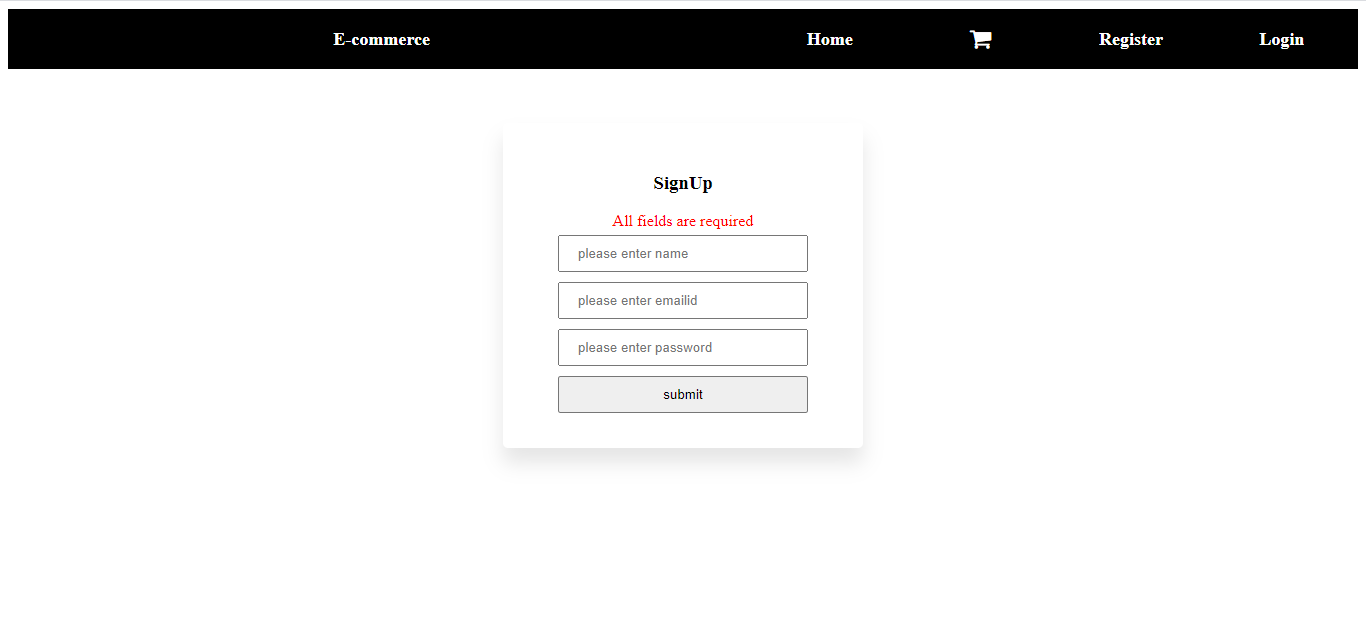 E-commerce Home Register Login
SignUp
All fields are required
please enter name
please enter emailid
please enter password
submit